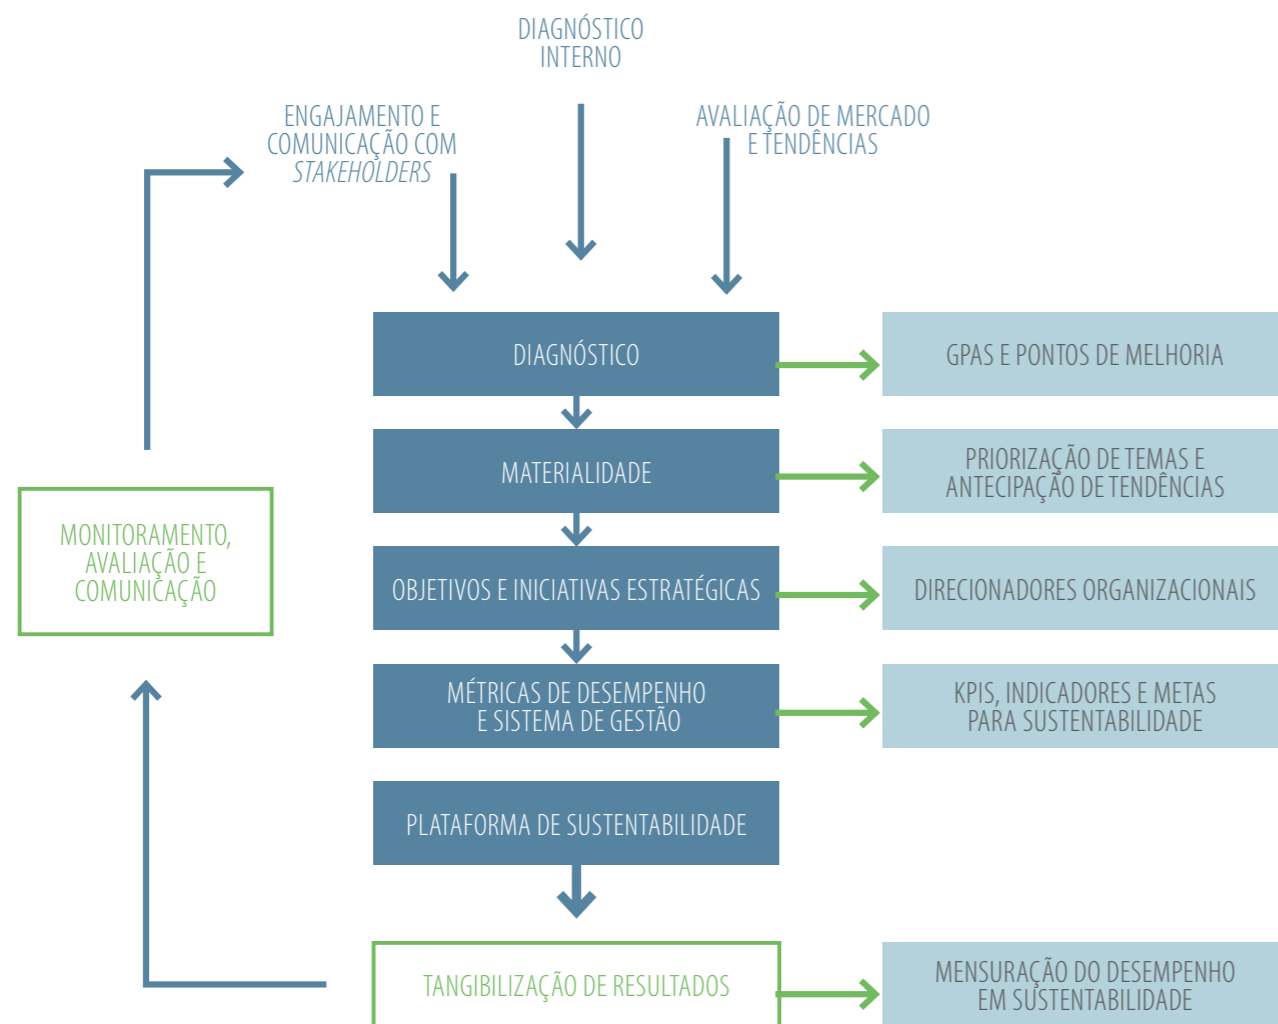 DIAGNÓSTICO
INTERNO
ENGAJAMENTO E
COMUNICAÇÃO COM
STAKEHOLDERS
AVALIAÇÃO DE MERCADO
E TENDÊNCIAS
DIAGNÓSTICO
GPAS E PONTOS DE MELHORIA
MATERIALIDADE
PRIORIZAÇÃO DE TEMAS E
ANTECIPAÇÃO DE TENDÊNCIAS
MONITORAMENTO,
AVALIAÇÃO E
COMUNICAÇÃO
OBJETIVOS E INICIATIVAS ESTRATÉGICAS
DIRECIONADORES ORGANIZACIONAIS
MÉTRICAS DE DESEMPENHO
E SISTEMA DE GESTÃO
KPIS, INDICADORES E METAS
PARA SUSTENTABILIDADE
PLATAFORMA DE SUSTENTABILIDADE
TANGIBILIZAÇÃO DE RESULTADOS
MENSURAÇÃO DO DESEMPENHO
EM SUSTENTABILIDADE